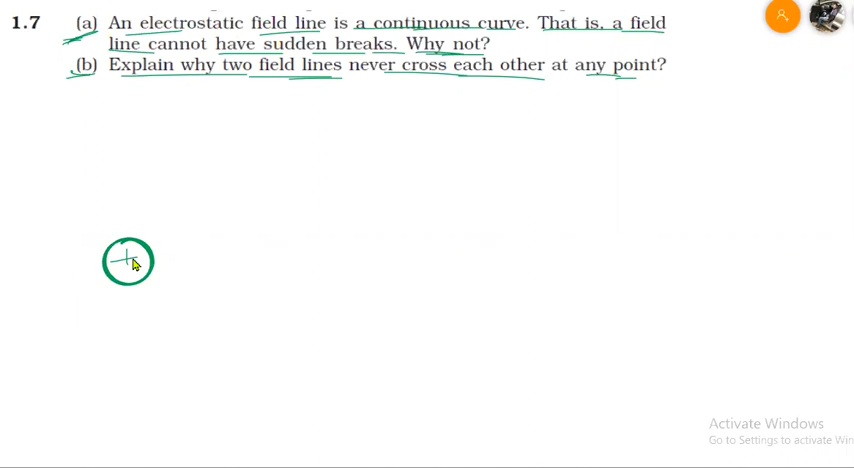 1.7 (a) An electrostatic field line is a continuous curve. That is, a field
line cannot have sudden breaks. Why not?
(b) Explain why two field lines never cross each other at any point?
+
Activate Windows
Go to Settings to activate Win